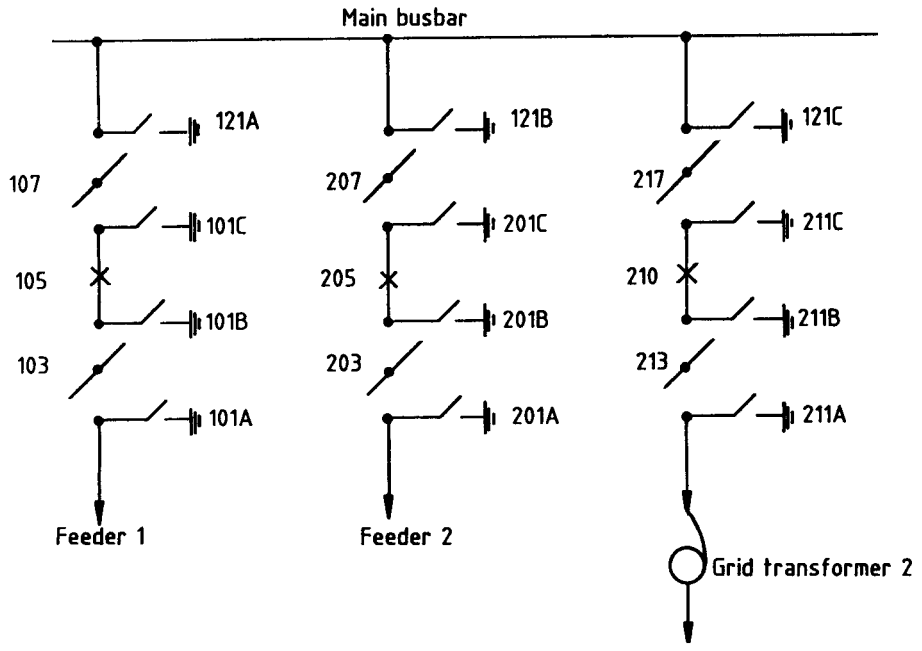 Main busbar
121A
121B
121C
107
207
217
101C
201C
211C
105
205
210
101B
201B
211B
103
203
213
101A
201A
211A
Feeder 1
Feeder 2
Grid transformer 2